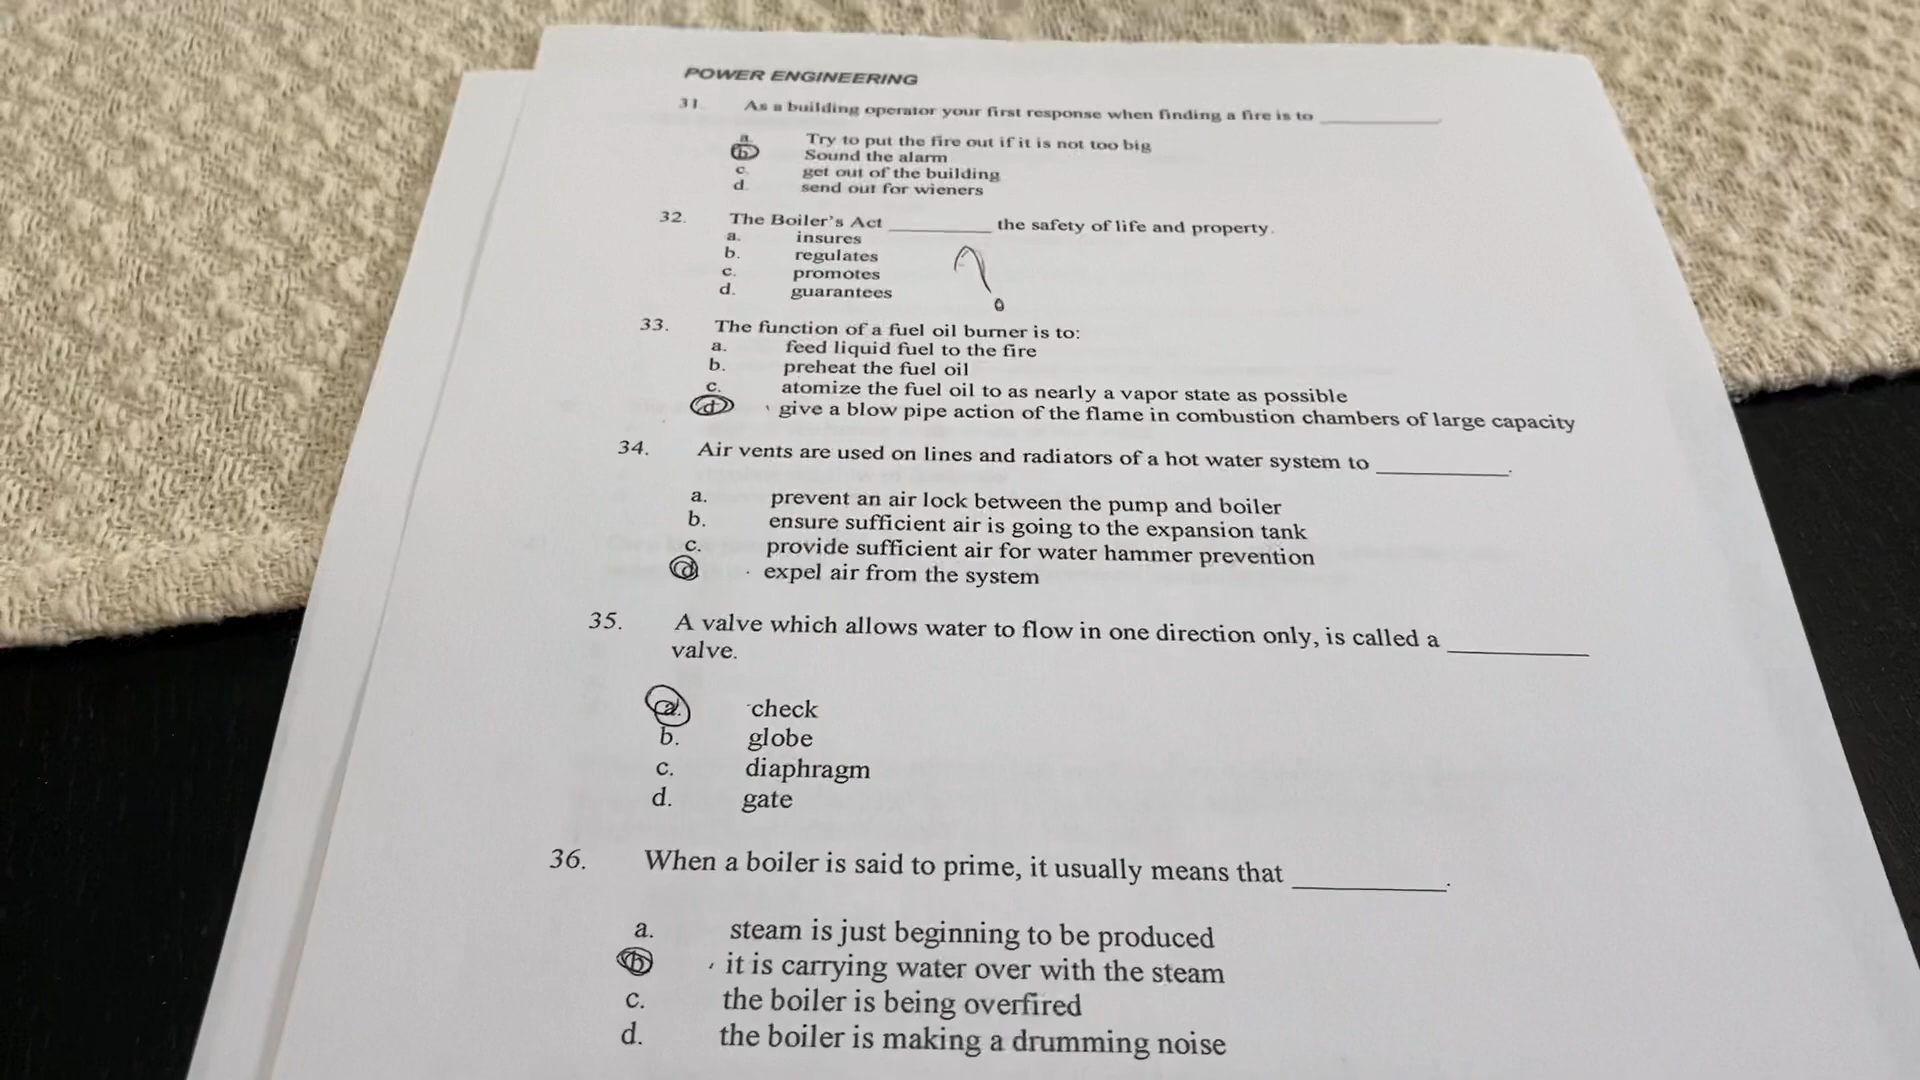 POWER ENGINEERING
31. As a building operator your first response when finding a fire is to __________.
a. Try to put the fire out if it is not too big
b. Sound the alarm
c. get out of the building
d. send out for wieners
32. The Boiler's Act __________ the safety of life and property.
a. insures
b. regulates
c. promotes
d. guarantees
?
33. The function of a fuel oil burner is to:
a. feed liquid fuel to the fire
b. preheat the fuel oil
c. atomize the fuel oil to as nearly a vapor state as possible
d. give a blow pipe action of the flame in combustion chambers of large capacity
34. Air vents are used on lines and radiators of a hot water system to __________.
a. prevent an air lock between the pump and boiler
b. ensure sufficient air is going to the expansion tank
c. provide sufficient air for water hammer prevention
d. expel air from the system
35. A valve which allows water to flow in one direction only, is called a __________
valve.
a. check
b. globe
c. diaphragm
d. gate
36. When a boiler is said to prime, it usually means that __________.
a. steam is just beginning to be produced
b. it is carrying water over with the steam
c. the boiler is being overfired
d. the boiler is making a drumming noise